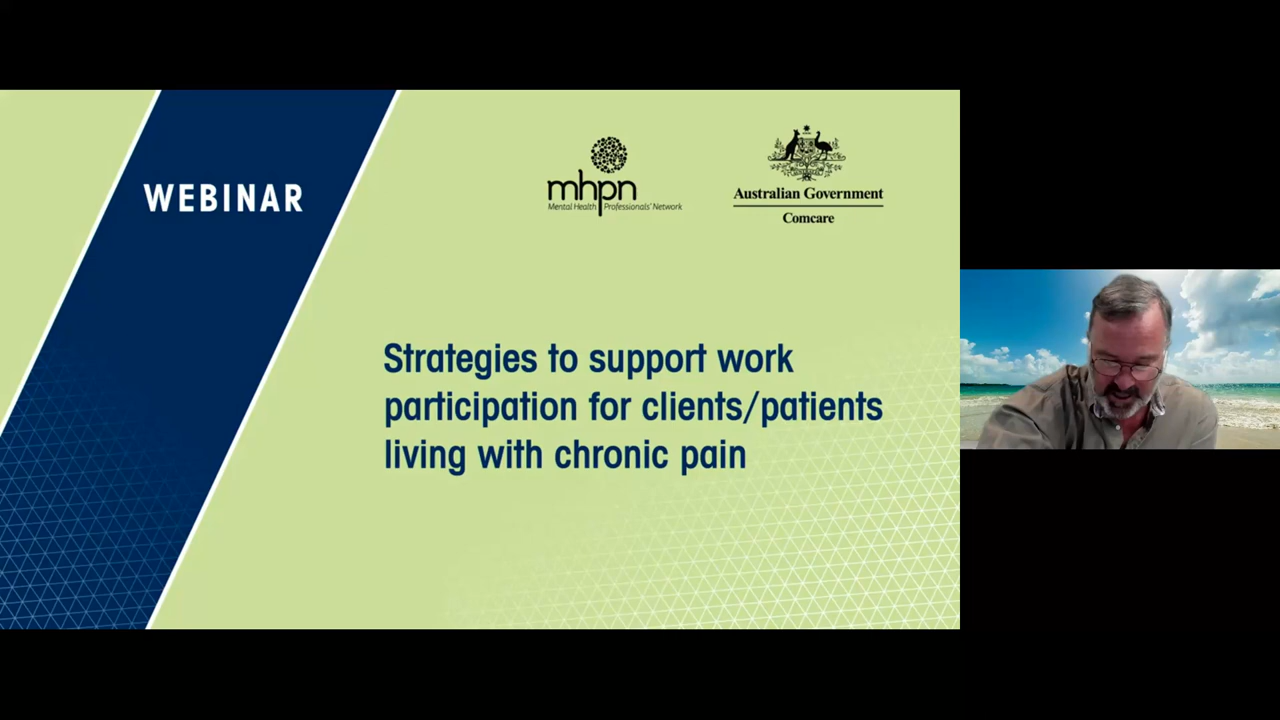 WEBINAR
mhpn
Mental Health Professionals' Network
Australian Government
Comcare
Strategies to support work
participation for clients/patients
living with chronic pain